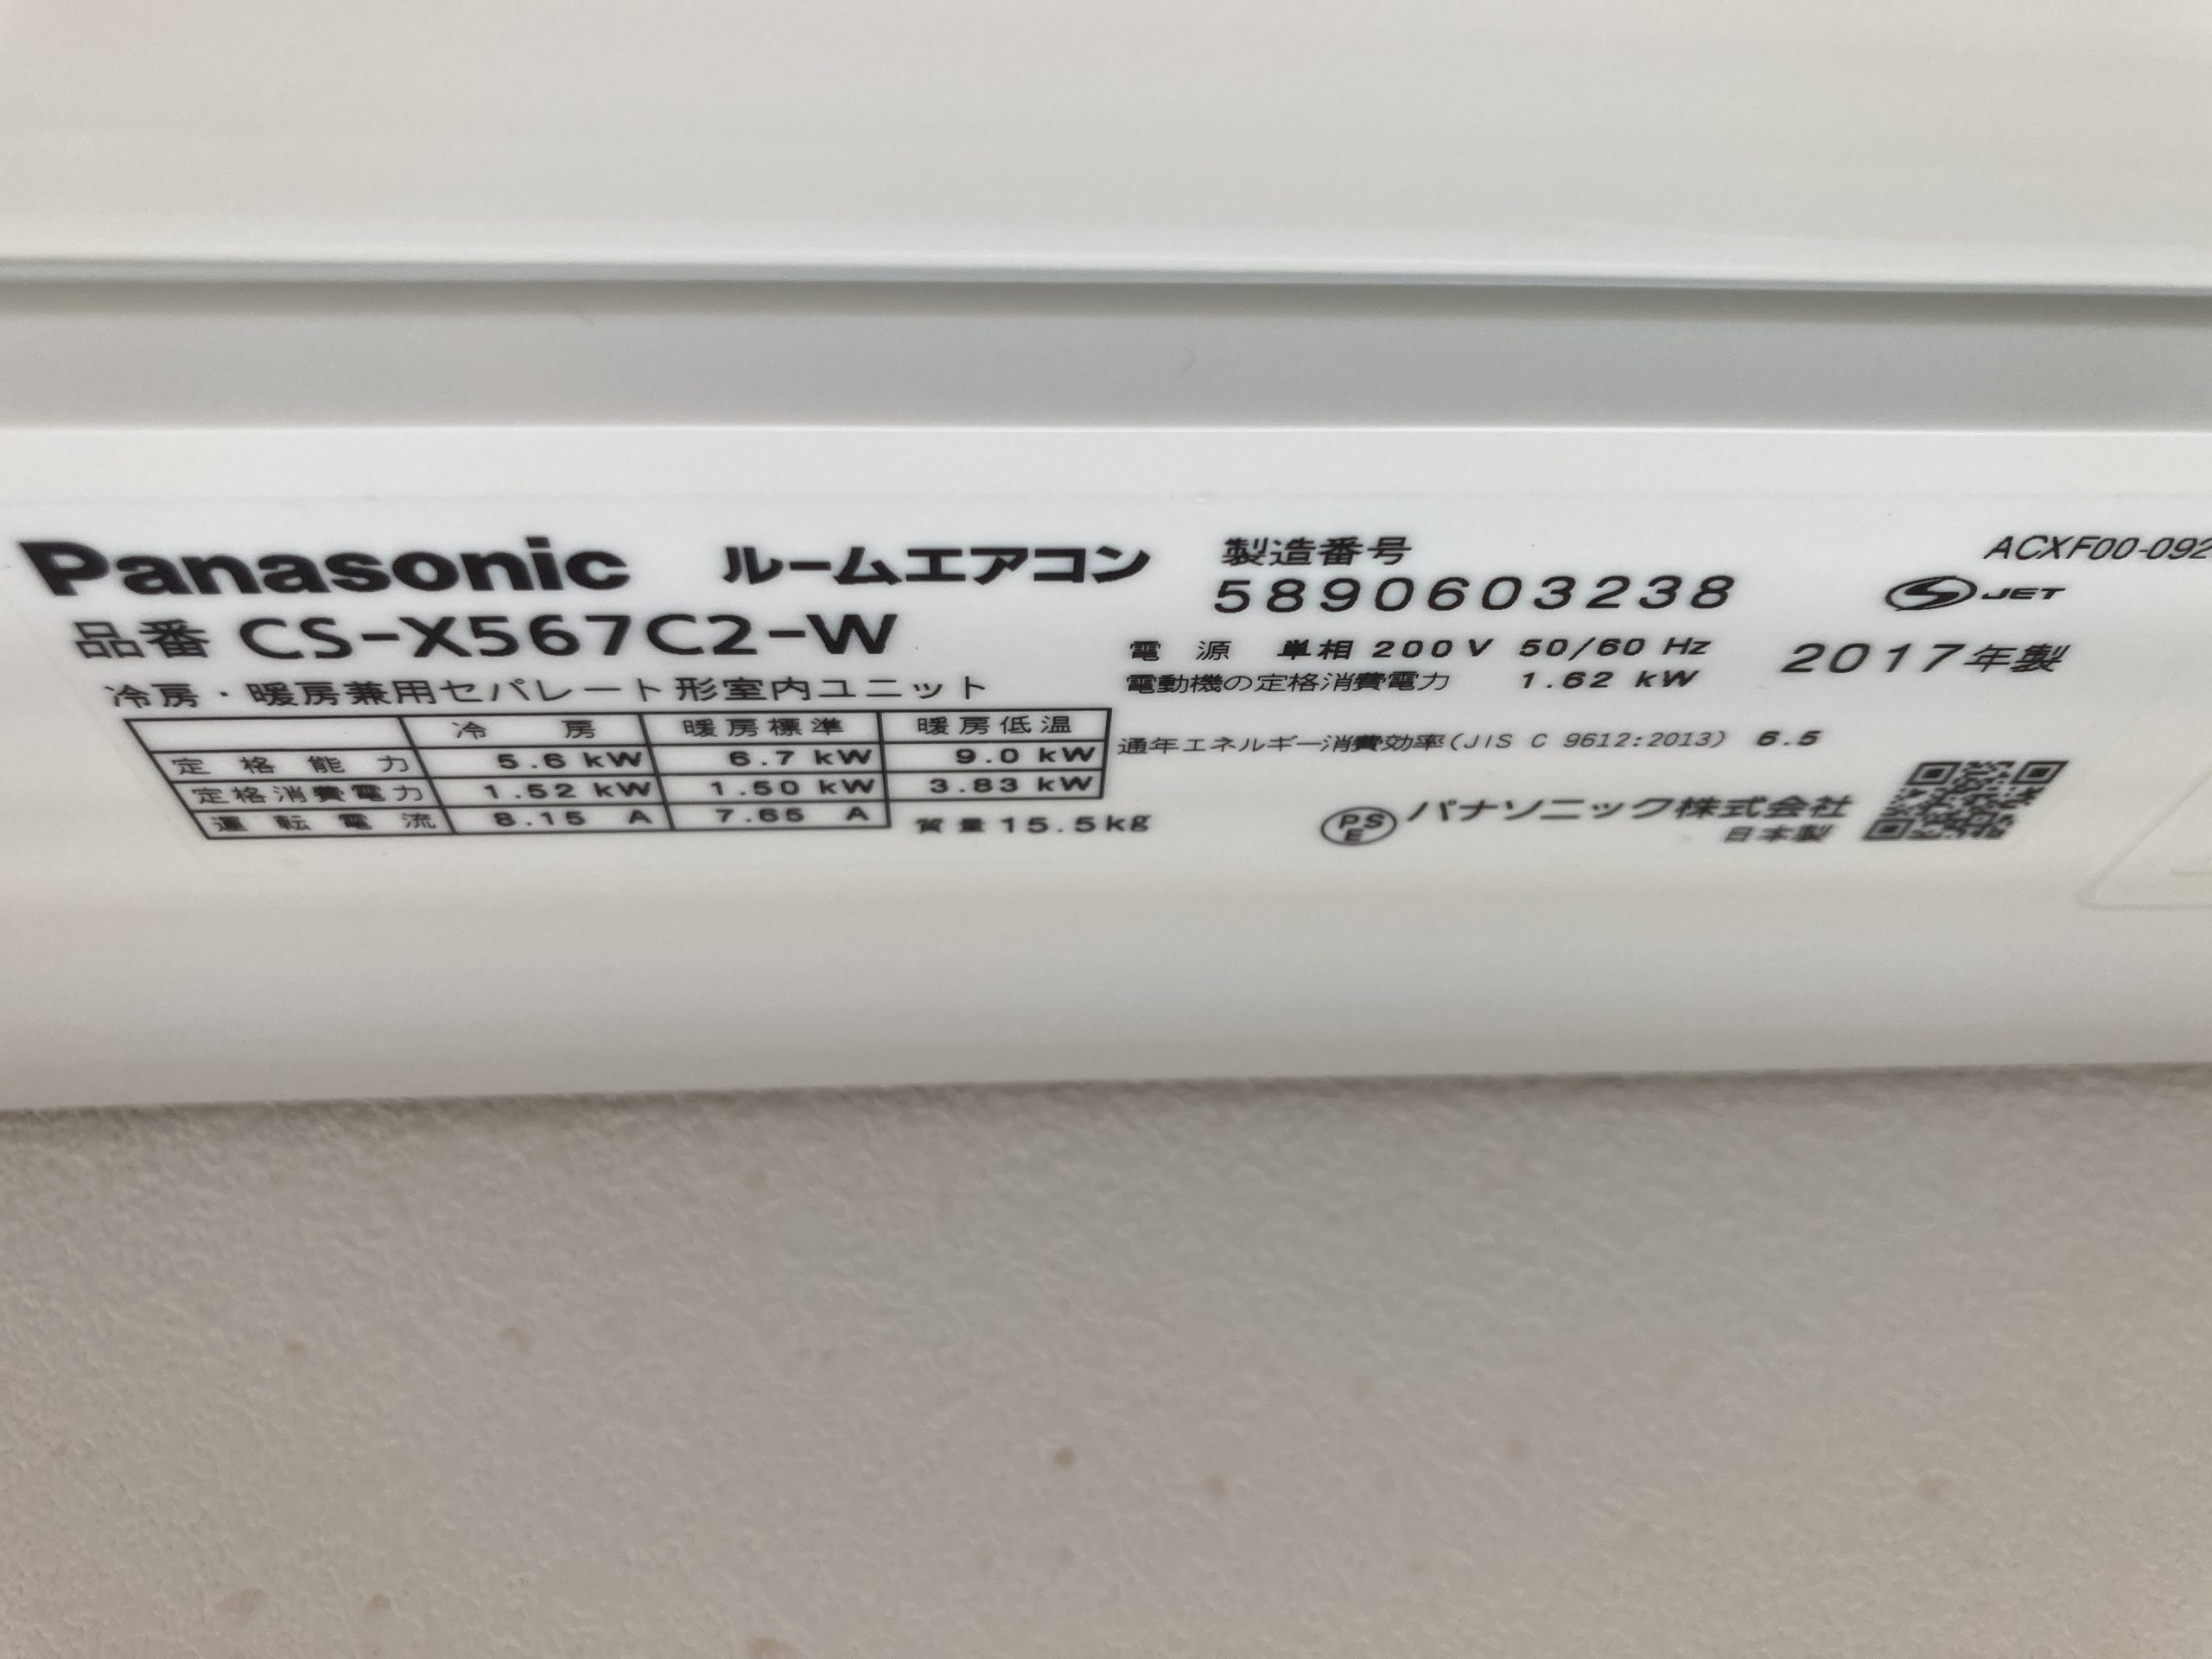 Panasonic ルームエアコン
品番 CS-X567C2-W
冷房・暖房兼用セパレート形室内ユニット
冷房 暖房標準 暖房低温
定格能力 5.6 kW 6.7 kW 9.0 kW
定格消費電力 1.52 kW 1.50 kW 3.83 kW
運転電流 8.15 A 7.65 A
質量 15.5kg
製造番号
5890603238
電源 単相 200V 50/60 Hz
電動機の定格消費電力 1.62 kW
通年エネルギー消費効率(JIS C 9612:2013) 6.5
PSE パナソニック株式会社
日本製
ACXF00-092
S JET
2017年製